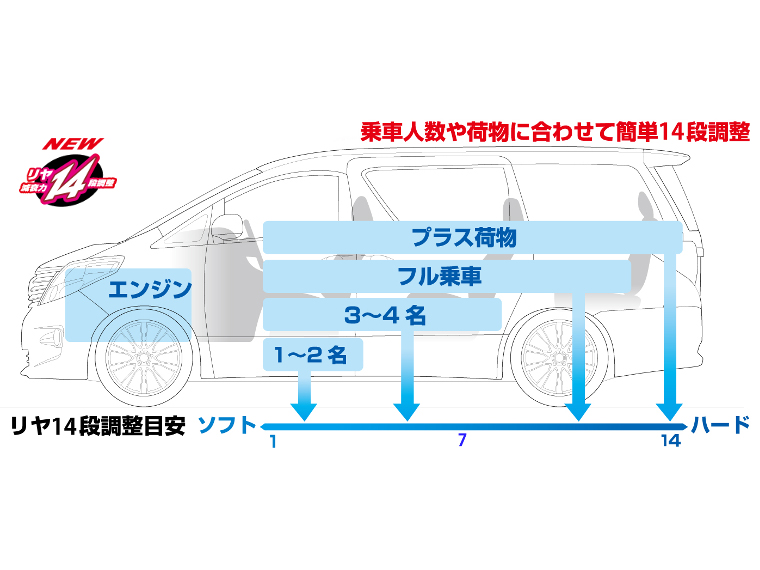 乗車人数や荷物に合わせて簡単14段調整
NEW
リヤ
減衰力 14 段調整
プラス荷物
フル乗車
エンジン
3〜4名
1〜2名
リヤ14段調整目安 ソフト ハード
1 7 14